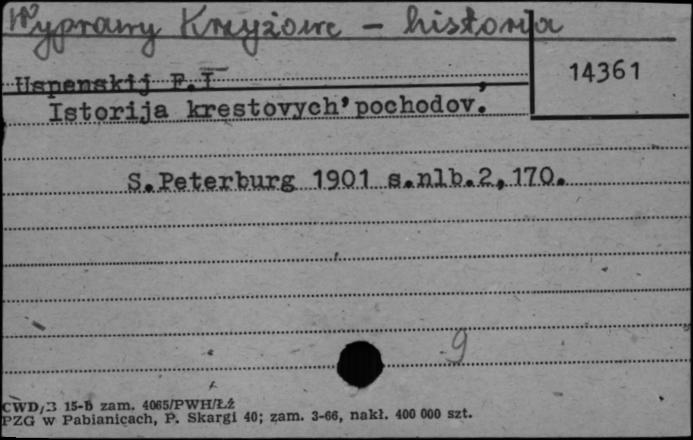 Wyprawy Krzyżowe - historia
14361
Uspenskij F.I ,
Istorija krestovych' pochodov.
S.Peterburg 1901 s.nlb.2,170.
9
CWD/3 15-b zam. 4065/PWH/Łź
PZG w Pabianicach, P. Skargi 40; zam. 3-66, nakł. 400 000 szt.